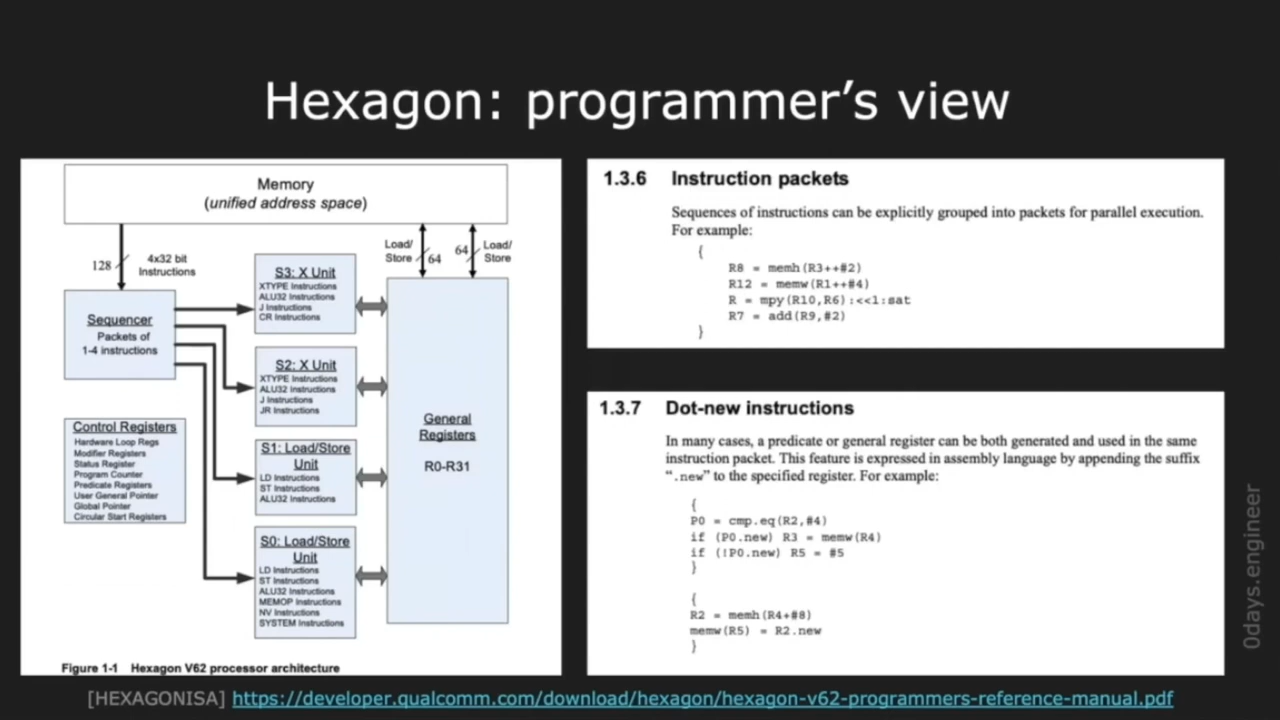 Hexagon: programmer's view
Memory
(unified address space)
128
4x32 bit
Instructions
Load/
Store
64
64
Load/
Store
Sequencer
Packets of
1-4 instructions
S3: X Unit
XTYPE Instructions
ALU32 Instructions
J Instructions
CR Instructions
S2: X Unit
XTYPE Instructions
ALU32 Instructions
J Instructions
JR Instructions
S1: Load/Store
Unit
LD Instructions
ST Instructions
ALU32 Instructions
S0: Load/Store
Unit
LD Instructions
ST Instructions
ALU32 Instructions
MEMOP Instructions
NV Instructions
SYSTEM Instructions
General
Registers
R0-R31
Control Registers
Hardware Loop Regs
Modifier Registers
Status Register
Program Counter
Predicate Registers
User General Pointer
Global Pointer
Circular Start Registers
Figure 1-1 Hexagon V62 processor architecture
1.3.6 Instruction packets
Sequences of instructions can be explicitly grouped into packets for parallel execution.
For example:
{
R8 = memh(R3++#2)
R12 = memw(R1++#4)
R = mpy(R10,R6):<<1:sat
R7 = add(R9,#2)
}
1.3.7 Dot-new instructions
In many cases, a predicate or general register can be both generated and used in the same
instruction packet. This feature is expressed in assembly language by appending the suffix
“.new” to the specified register. For example:
{
P0 = cmp.eq(R2,#4)
if (P0.new) R3 = memw(R4)
if (!P0.new) R5 = #5
}
{
R2 = memh(R4+#8)
memw(R5) = R2.new
}
0days.engineer
[HEXAGONISA] https://developer.qualcomm.com/download/hexagon/hexagon-v62-programmers-reference-manual.pdf